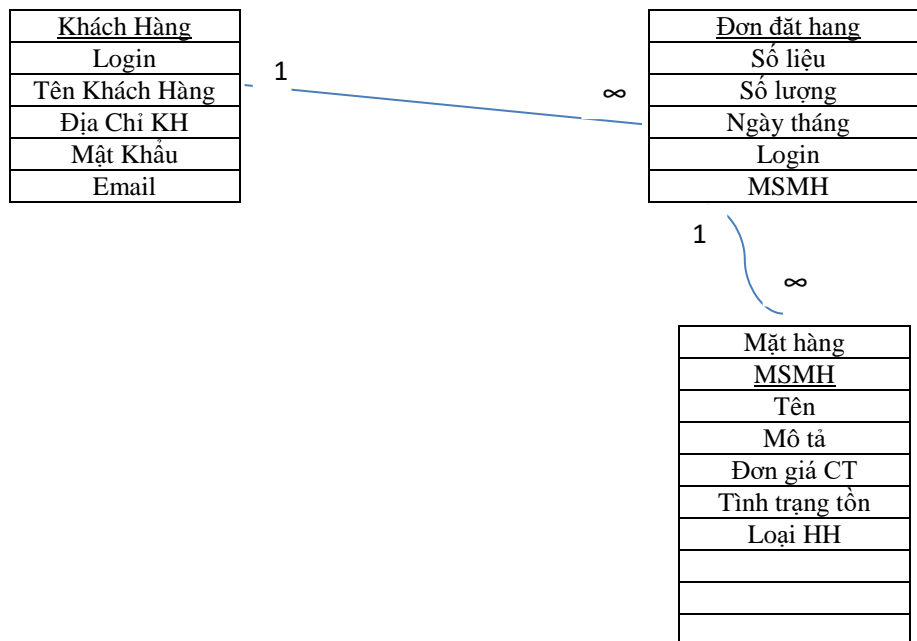 Khách Hàng
Login
Tên Khách Hàng
Địa Chỉ KH
Mật Khẩu
Email
1
∞
Đơn đăt hang
Số liệu
Số lượng
Ngày tháng
Login
MSMH
1
∞
Mặt hàng
MSMH
Tên
Mô tả
Đơn giá CT
Tình trạng tồn
Loại HH